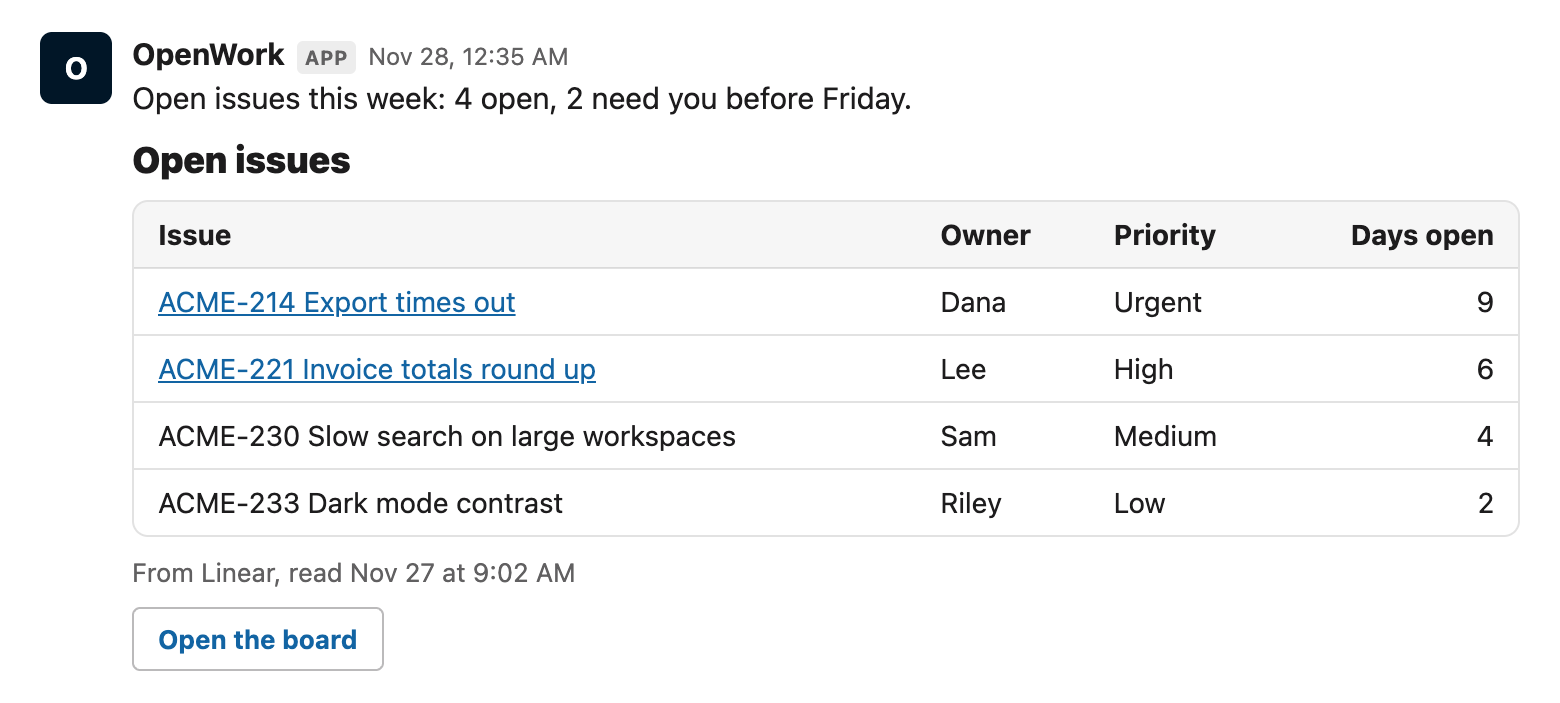 O
OpenWork APP Nov 28, 12:35 AM
Open issues this week: 4 open, 2 need you before Friday.
Open issues
Issue Owner Priority Days open
ACME-214 Export times out Dana Urgent 9
ACME-221 Invoice totals round up Lee High 6
ACME-230 Slow search on large workspaces Sam Medium 4
ACME-233 Dark mode contrast Riley Low 2
From Linear, read Nov 27 at 9:02 AM
Open the board